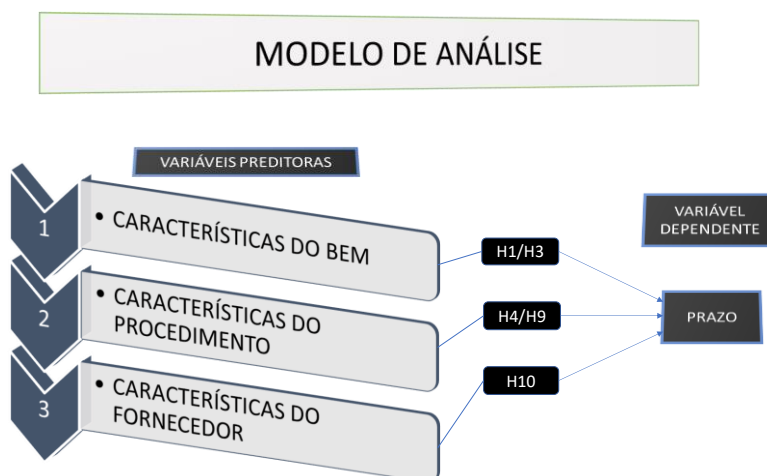 MODELO DE ANÁLISE
VARIÁVEIS PREDITORAS
1
• CARACTERÍSTICAS DO BEM
2
• CARACTERÍSTICAS DO
PROCEDIMENTO
3
• CARACTERÍSTICAS DO
FORNECEDOR
H1/H3
H4/H9
H10
VARIÁVEL
DEPENDENTE
PRAZO